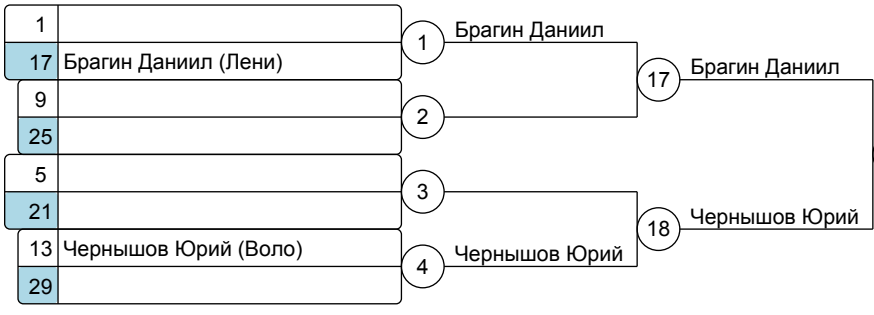 1
17 Брагин Даниил (Лени)
9
25
5
21
13 Чернышов Юрий (Воло)
29
1
2
3
4
Брагин Даниил
Чернышов Юрий
17
18
Брагин Даниил
Чернышов Юрий